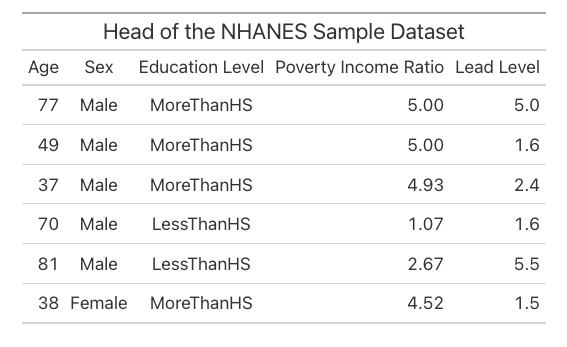 Head of the NHANES Sample Dataset
Age Sex Education Level Poverty Income Ratio Lead Level
77 Male MoreThanHS 5.00 5.0
49 Male MoreThanHS 5.00 1.6
37 Male MoreThanHS 4.93 2.4
70 Male LessThanHS 1.07 1.6
81 Male LessThanHS 2.67 5.5
38 Female MoreThanHS 4.52 1.5